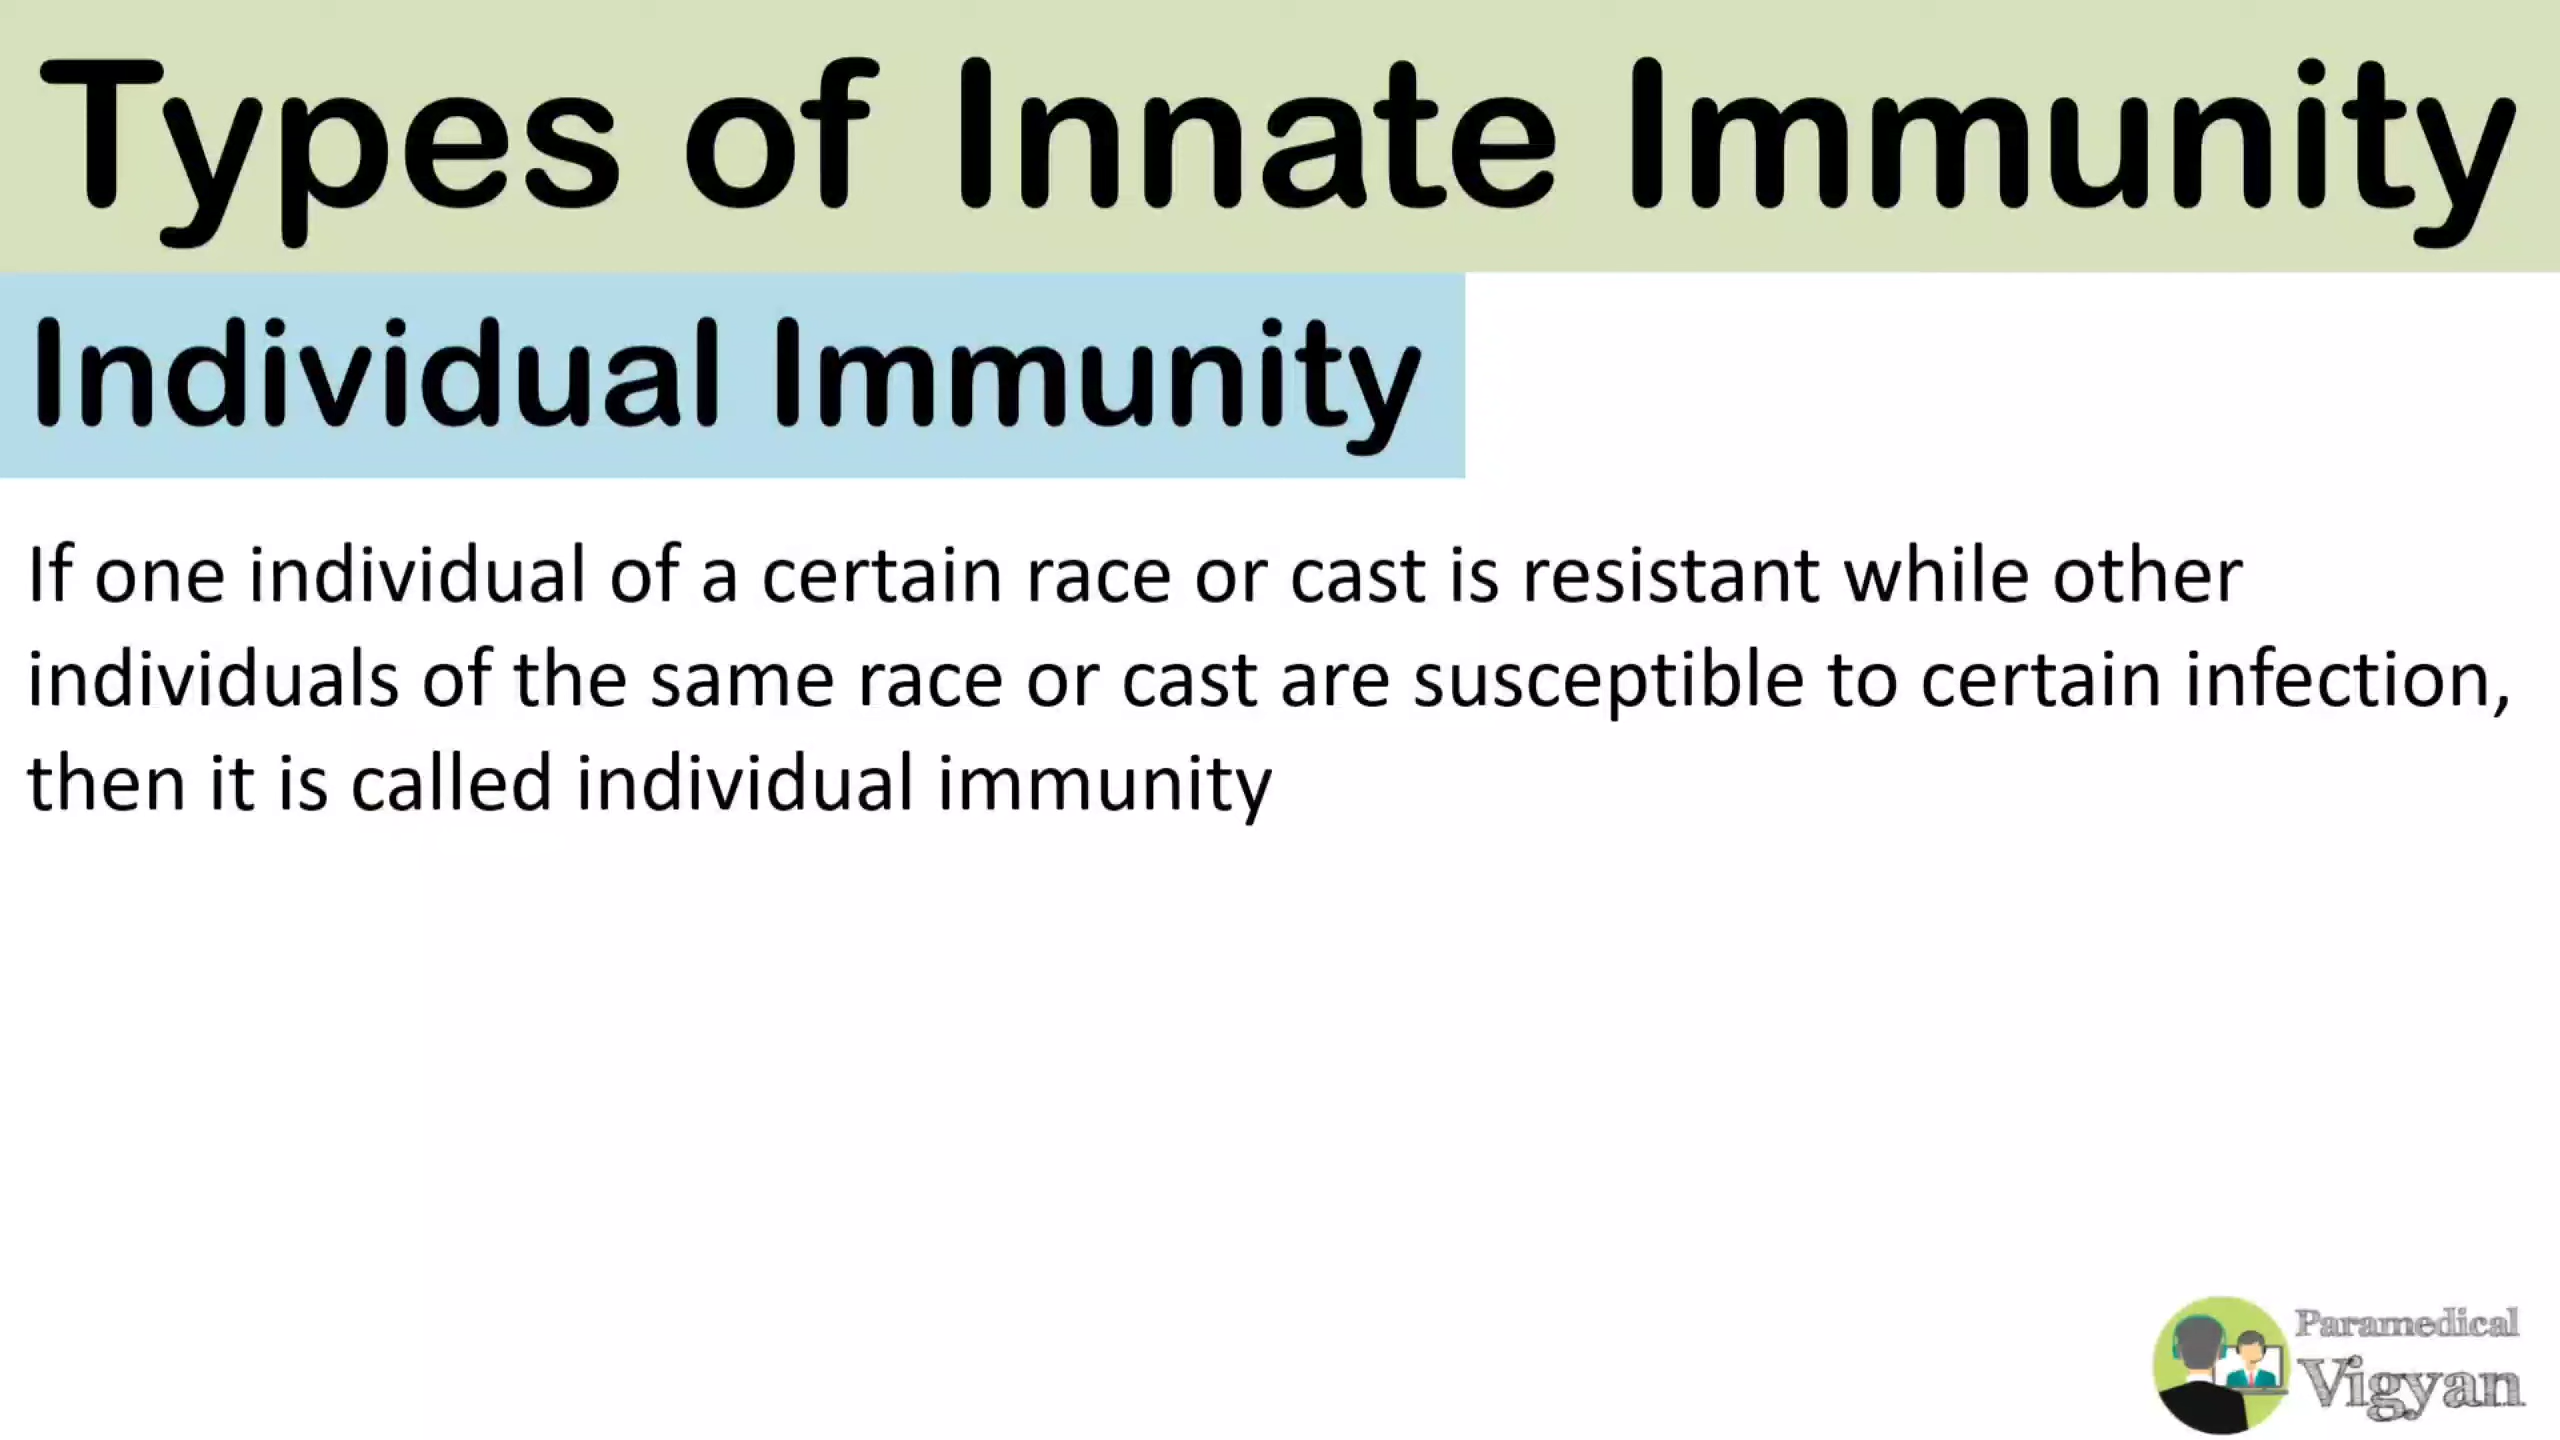 Types of Innate Immunity
Individual Immunity
If one individual of a certain race or cast is resistant while other
individuals of the same race or cast are susceptible to certain infection,
then it is called individual immunity
Paramedical
Vigyan